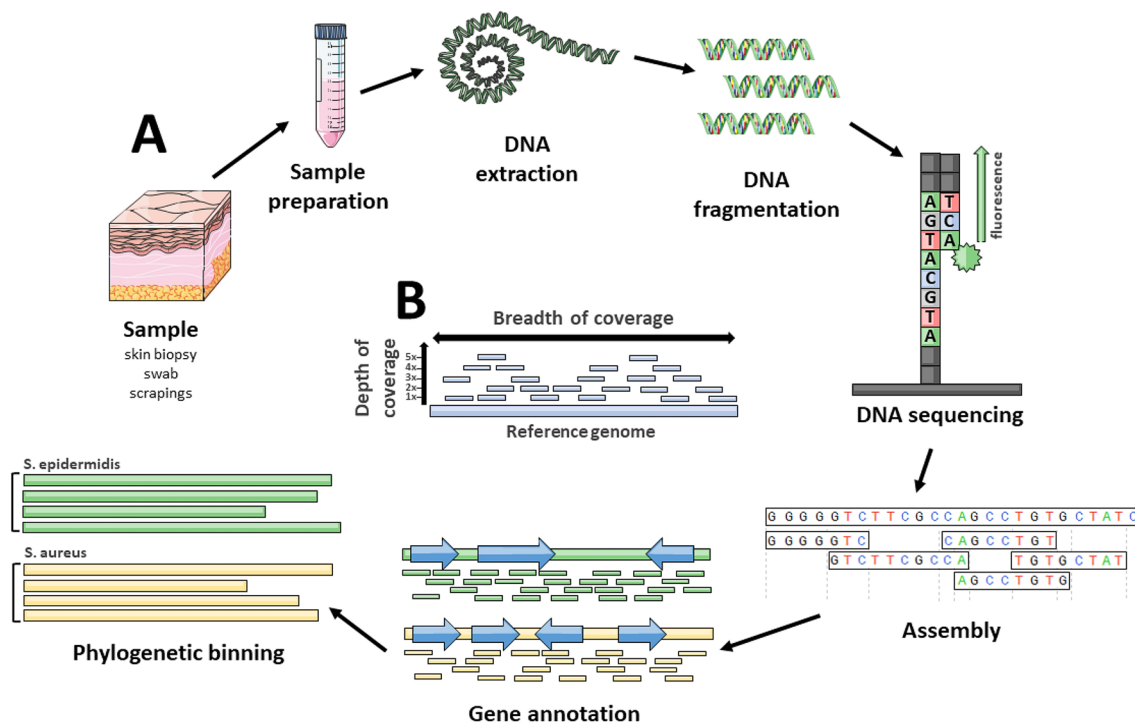 A
Sample
skin biopsy
swab
scrapings
Sample
preparation
DNA
extraction
DNA
fragmentation
fluorescence
A T
G C
T A
A
C
G
T
A
DNA sequencing
B
Breadth of coverage
Depth of
coverage
5x
4x
3x
2x
1x
Reference genome
G G G G G T C T T C G C C A G C C T G T G C T A T C
G G G G G T C
C A G C C T G T
G T C T T C G C C A
T G T G C T A T
A G C C T G T G
Assembly
Gene annotation
S. epidermidis
S. aureus
Phylogenetic binning